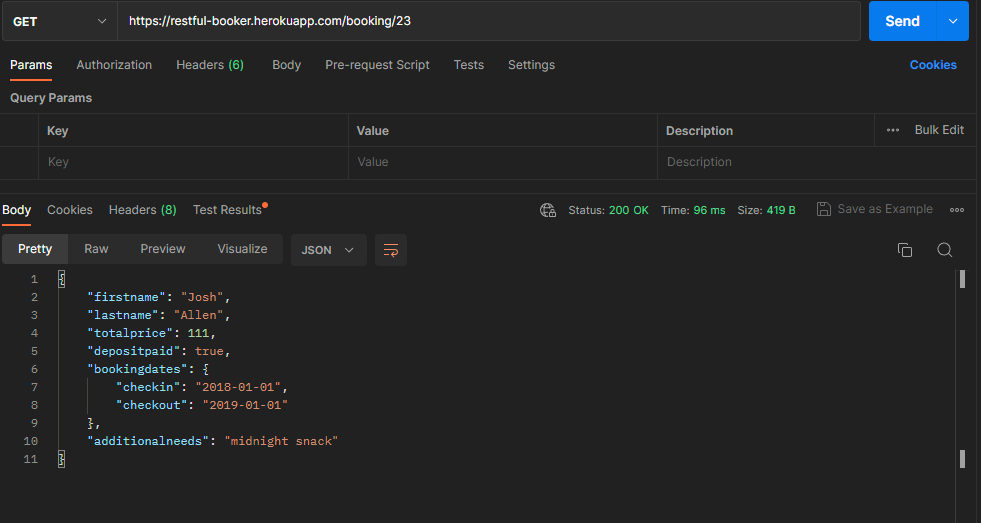 GET https://restful-booker.herokuapp.com/booking/23 Send
Params Authorization Headers (6) Body Pre-request Script Tests Settings Cookies
Query Params
Key Value Description Bulk Edit
Key Value Description
Body Cookies Headers (8) Test Results Status: 200 OK Time: 96 ms Size: 419 B Save as Example
Pretty Raw Preview Visualize JSON
1 {
2 "firstname": "Josh",
3 "lastname": "Allen",
4 "totalprice": 111,
5 "depositpaid": true,
6 "bookingdates": {
7 "checkin": "2018-01-01",
8 "checkout": "2019-01-01"
9 },
10 "additionalneeds": "midnight snack"
11 }